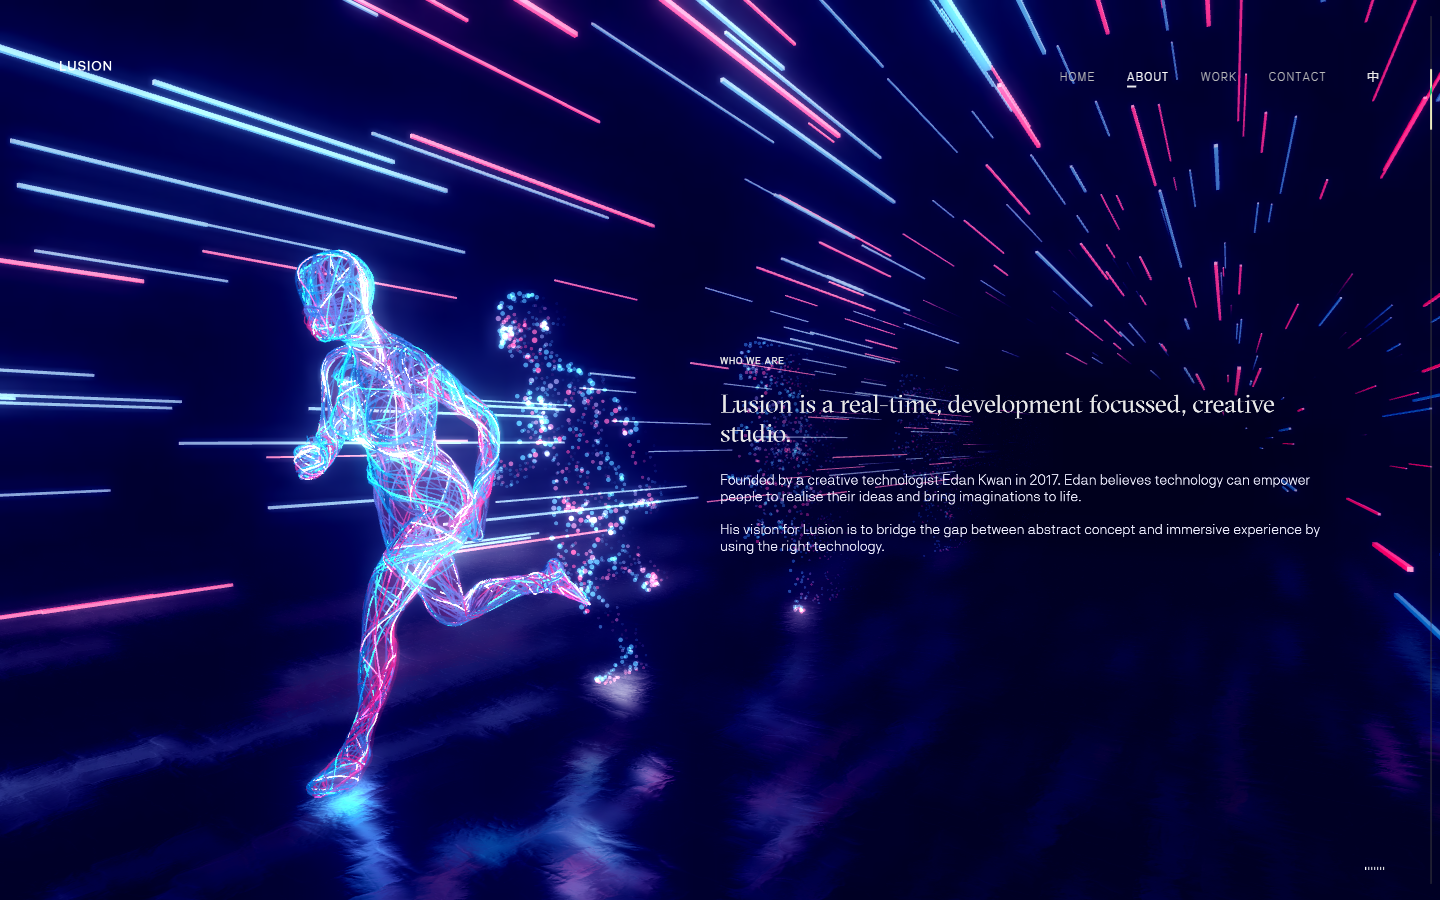 LUSION
HOME ABOUT WORK CONTACT 中
WHO WE ARE
Lusion is a real-time, development focussed, creative
studio.
Founded by a creative technologist Edan Kwan in 2017. Edan believes technology can empower
people to realise their ideas and bring imaginations to life.
His vision for Lusion is to bridge the gap between abstract concept and immersive experience by
using the right technology.